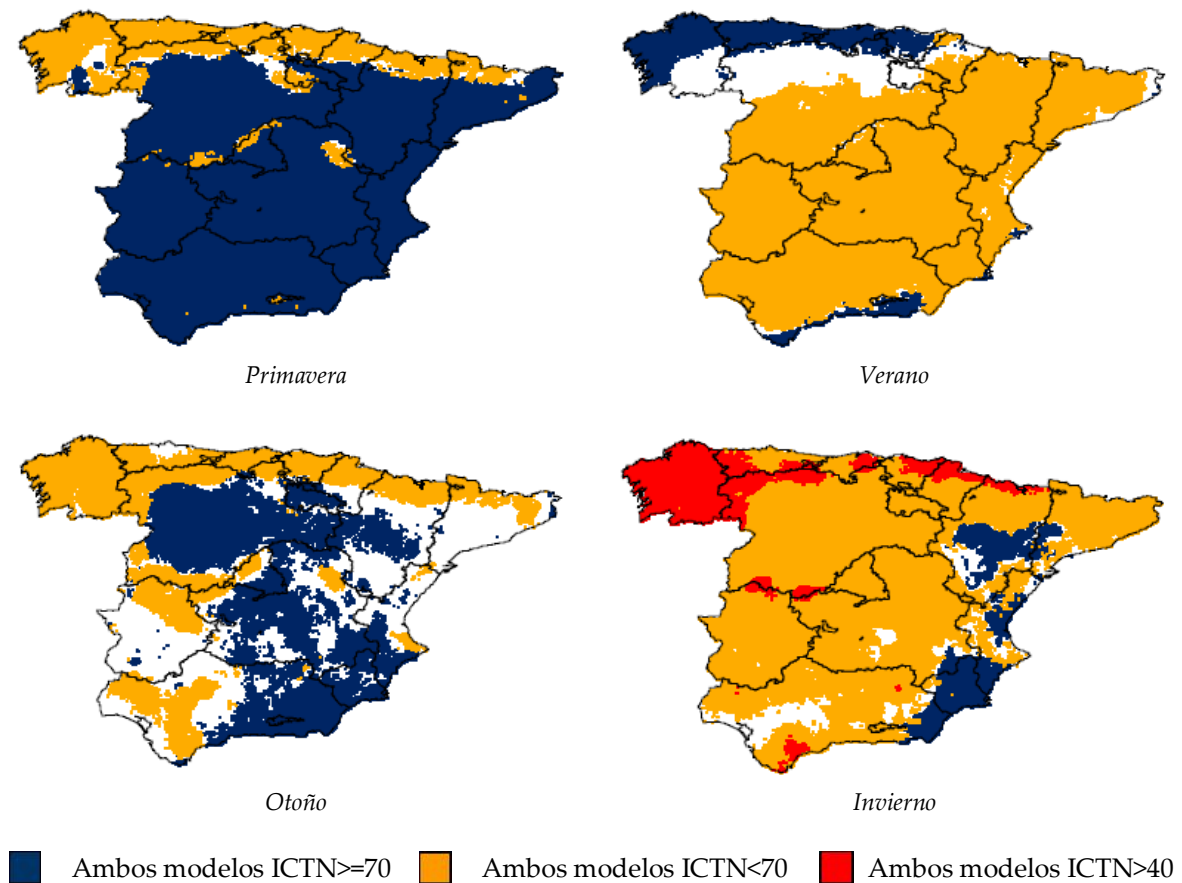 Primavera
Verano
Otoño
Invierno
Ambos modelos ICTN>=70
Ambos modelos ICTN<70
Ambos modelos ICTN>40